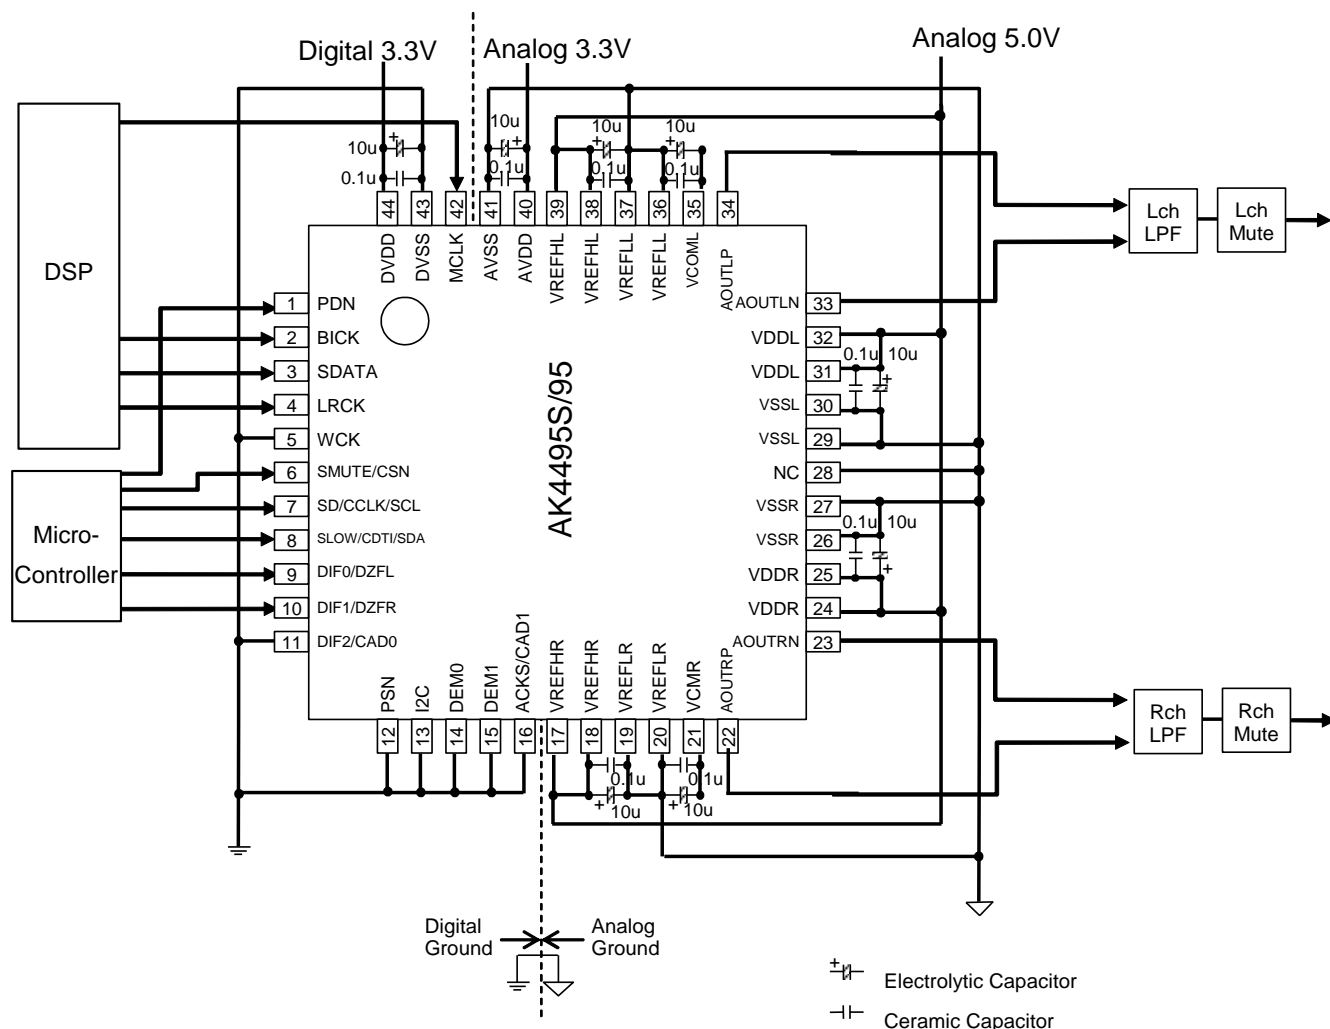 Digital 3.3V
Analog 3.3V
Analog 5.0V
10u
0.1u
10u
0.1u
10u
0.1u
10u
0.1u
+
+
+
+
44
43
42
41
40
39
38
37
36
35
34
DVDD
DVSS
MCLK
AVSS
AVDD
VREFHL
VREFHL
VREFLL
VREFLL
VCOML
AOUTLP
DSP
Micro-
Controller
1 PDN
2 BICK
3 SDATA
4 LRCK
5 WCK
6 SMUTE/CSN
7 SD/CCLK/SCL
8 SLOW/CDTI/SDA
9 DIF0/DZFL
10 DIF1/DZFR
11 DIF2/CAD0
AK4495S/95
AOUTLN 33
VDDL 32
VDDL 31
VSSL 30
VSSL 29
NC 28
VSSR 27
VSSR 26
VDDR 25
VDDR 24
AOUTRN 23
0.1u 10u
+
0.1u 10u
+
Lch
LPF
Lch
Mute
Rch
LPF
Rch
Mute
PSN
I2C
DEM0
DEM1
ACKS/CAD1
VREFHR
VREFHR
VREFLR
VREFLR
VCMR
AOUTRP
12
13
14
15
16
17
18
19
20
21
22
0.1u
0.1u
+
10u
+
10u
Digital
Ground
Analog
Ground
+
Electrolytic Capacitor
Ceramic Capacitor